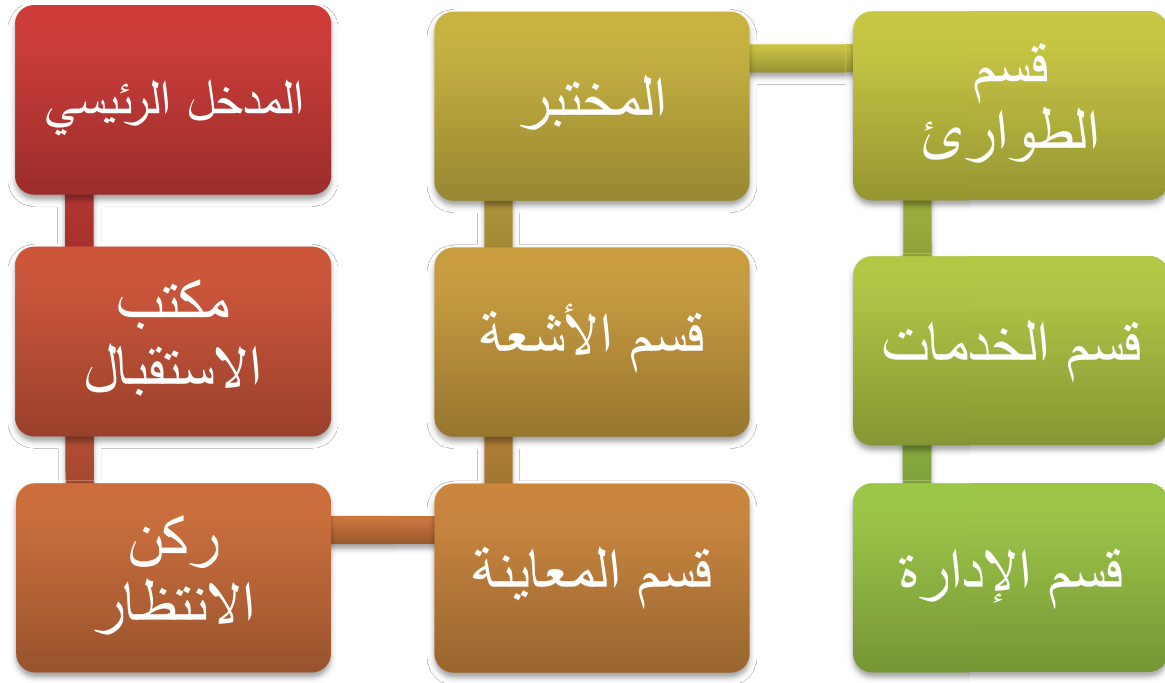 المدخل الرئيسي
مكتب
الاستقبال
ركن
الانتظار
قسم المعاينة
قسم الأشعة
المختبر
قسم
الطوارئ
قسم الخدمات
قسم الإدارة